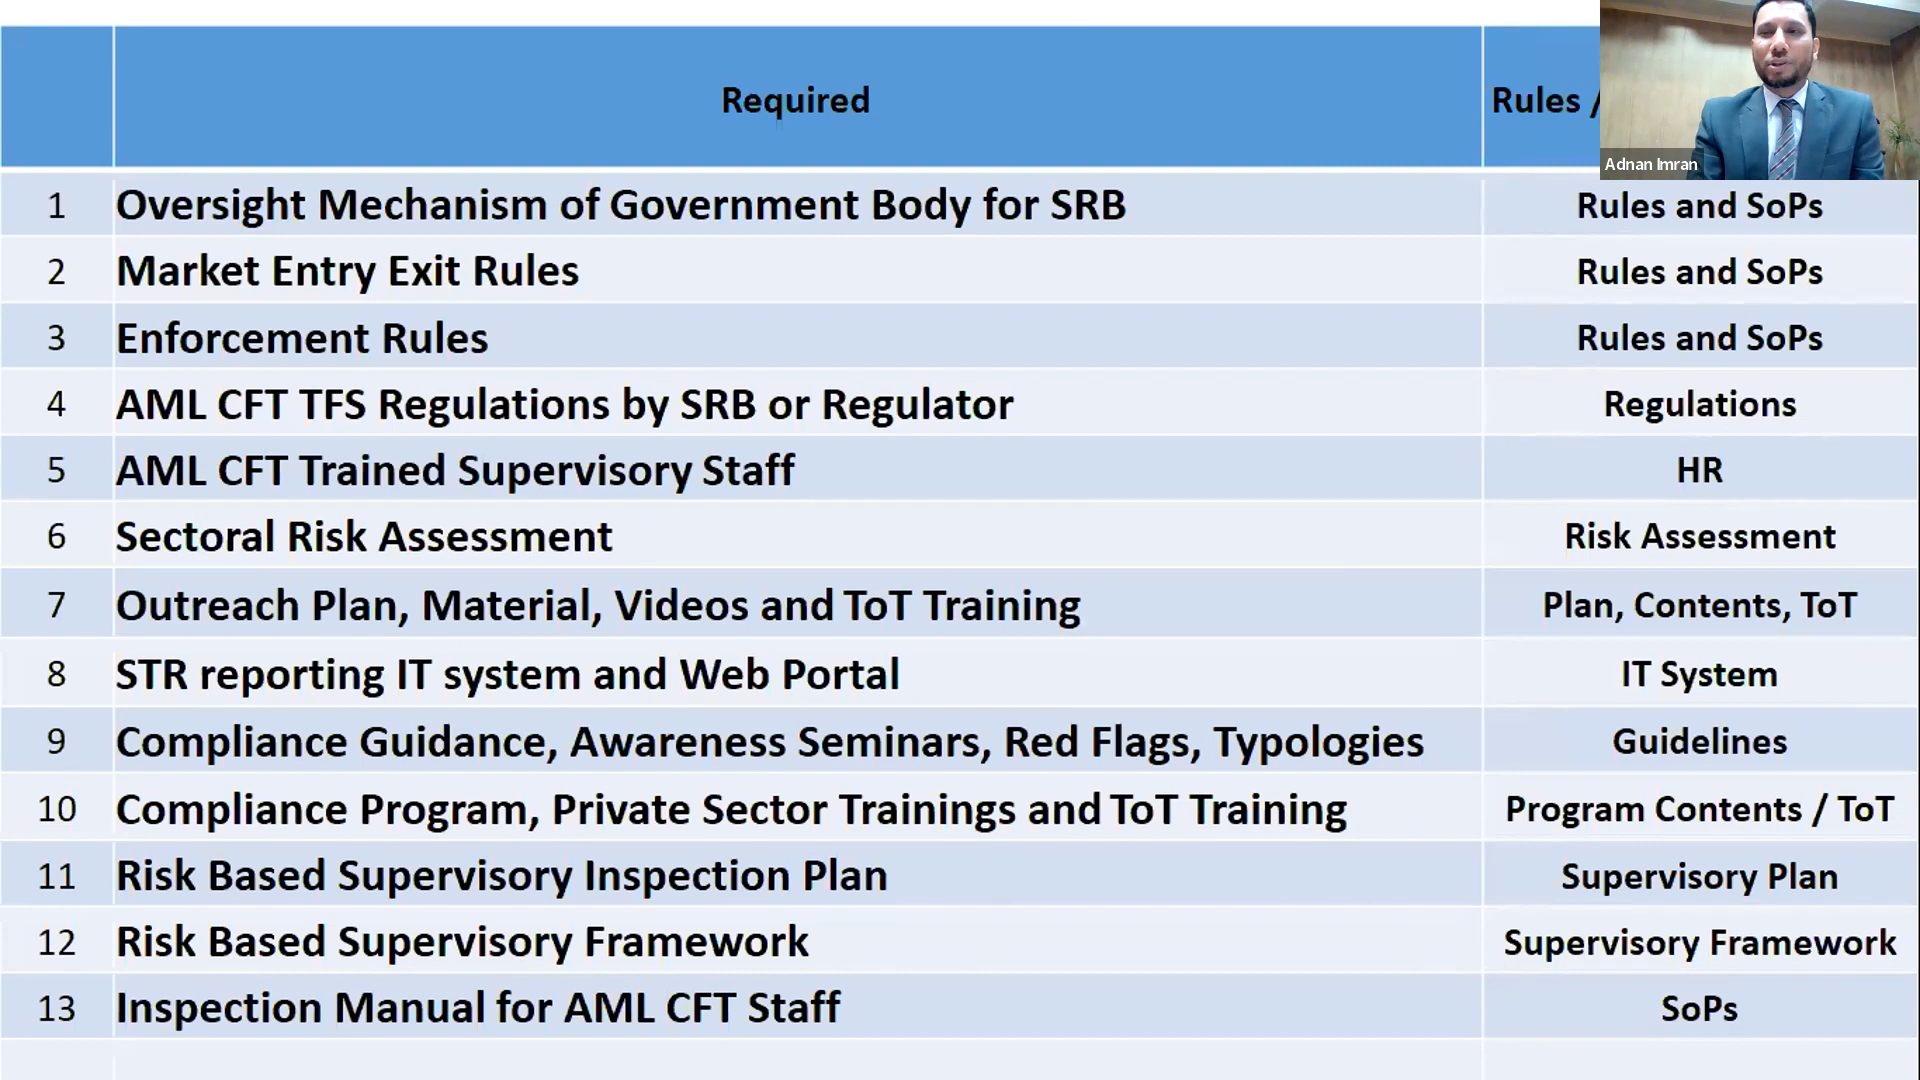 Required Rules /
Adnan Imran
1 Oversight Mechanism of Government Body for SRB Rules and SoPs
2 Market Entry Exit Rules Rules and SoPs
3 Enforcement Rules Rules and SoPs
4 AML CFT TFS Regulations by SRB or Regulator Regulations
5 AML CFT Trained Supervisory Staff HR
6 Sectoral Risk Assessment Risk Assessment
7 Outreach Plan, Material, Videos and ToT Training Plan, Contents, ToT
8 STR reporting IT system and Web Portal IT System
9 Compliance Guidance, Awareness Seminars, Red Flags, Typologies Guidelines
10 Compliance Program, Private Sector Trainings and ToT Training Program Contents / ToT
11 Risk Based Supervisory Inspection Plan Supervisory Plan
12 Risk Based Supervisory Framework Supervisory Framework
13 Inspection Manual for AML CFT Staff SoPs